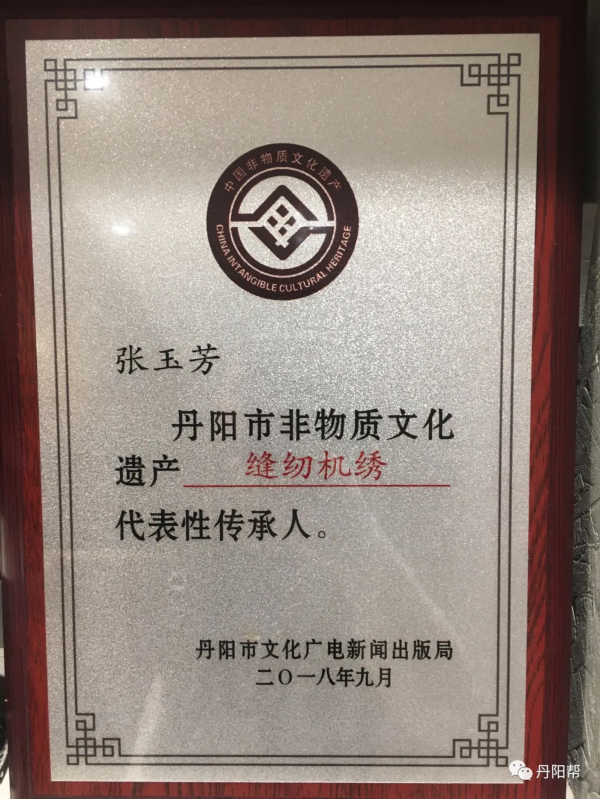 中国非物质文化遗产
CHINA INTANGIBLE CULTURAL HERITAGE
张玉芳
丹阳市非物质文化
遗产 缝纫机绣
代表性传承人。
丹阳市文化广电新闻出版局
二〇一八年九月
丹阳帮